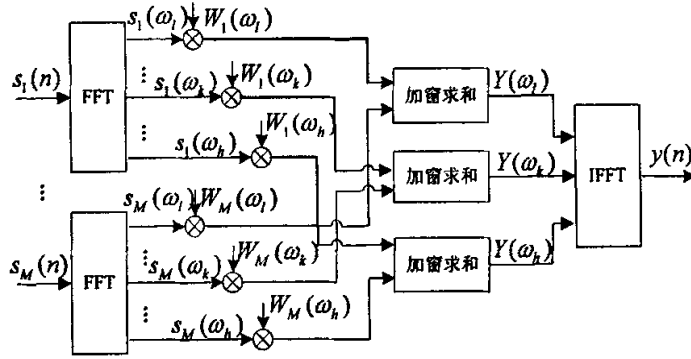 s₁(n)
FFT
s₁(ω_l)
W₁(ω_l)
⋮
s₁(ω_k)
W₁(ω_k)
⋮
s₁(ω_h)
W₁(ω_h)
...
s_M(n)
FFT
s_M(ω_l)
W_M(ω_l)
⋮
s_M(ω_k)
W_M(ω_k)
⋮
s_M(ω_h)
W_M(ω_h)
加窗求和
Y(ω_l)
加窗求和
Y(ω_k)
加窗求和
Y(ω_h)
IFFT
y(n)